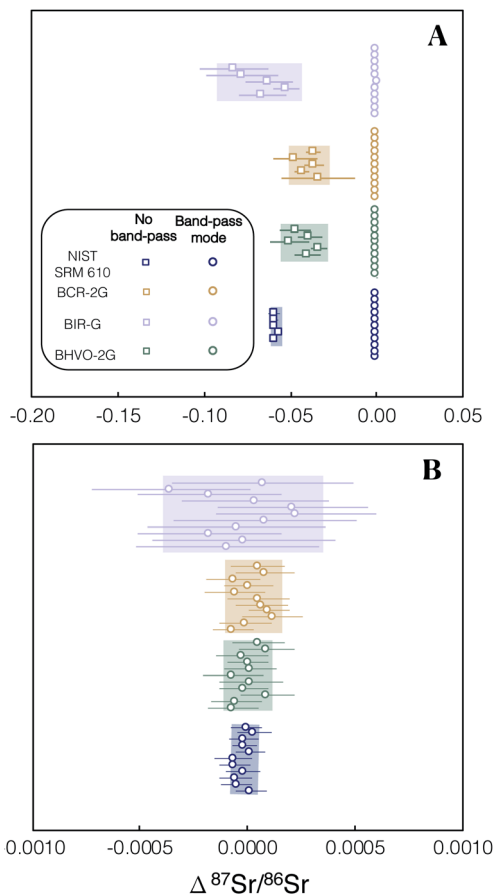 A
No
band-pass
Band-pass
mode
NIST
SRM 610
BCR-2G
BIR-G
BHVO-2G
-0.20 -0.15 -0.10 -0.05 0.00 0.05
B
0.0010 -0.0005 0.0000 0.0005 0.0010
Δ ⁸⁷Sr/⁸⁶Sr